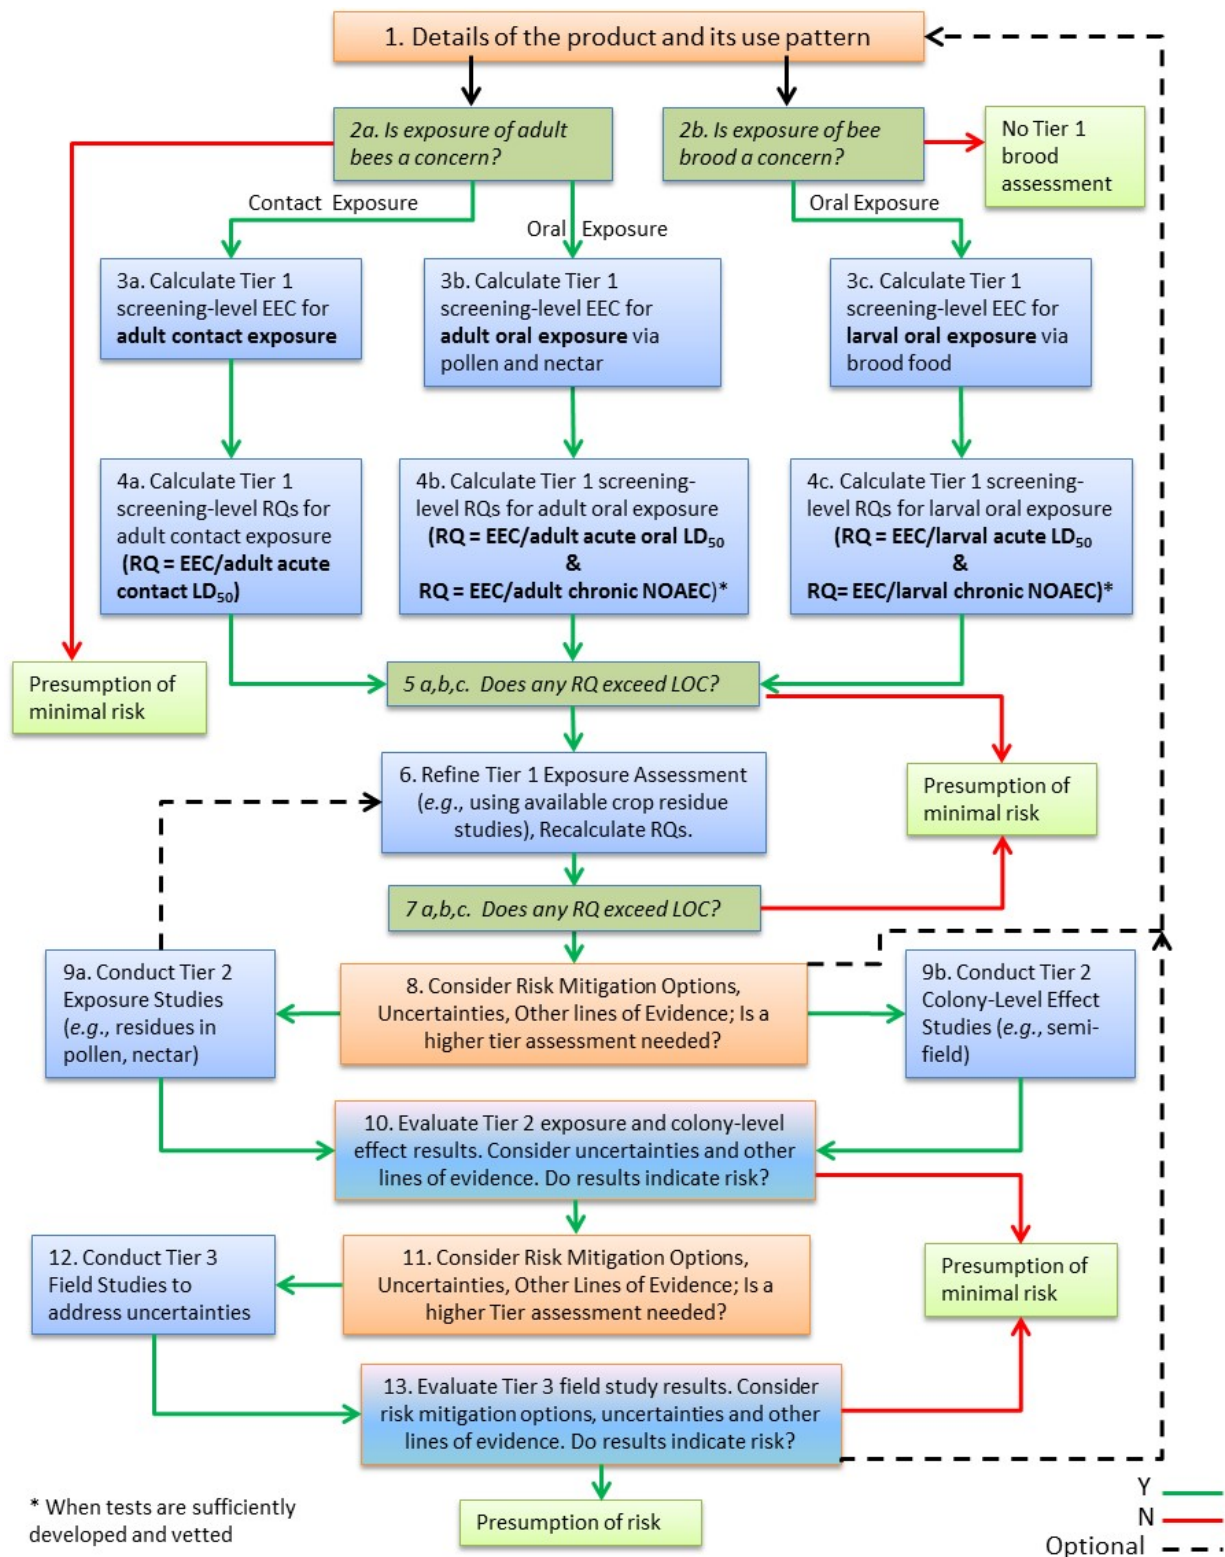 1. Details of the product and its use pattern
2a. Is exposure of adult
bees a concern?
2b. Is exposure of bee
brood a concern?
No Tier 1
brood
assessment
Contact Exposure
Oral Exposure
Oral Exposure
3a. Calculate Tier 1
screening-level EEC for
adult contact exposure
3b. Calculate Tier 1
screening-level EEC for
adult oral exposure via
pollen and nectar
3c. Calculate Tier 1
screening-level EEC for
larval oral exposure via
brood food
4a. Calculate Tier 1
screening-level RQs for
adult contact exposure
(RQ = EEC/adult acute
contact LD50)
4b. Calculate Tier 1 screening-
level RQs for adult oral exposure
(RQ = EEC/adult acute oral LD50
&
RQ = EEC/adult chronic NOAEC)*
4c. Calculate Tier 1 screening-
level RQs for larval oral exposure
(RQ = EEC/larval acute LD50
&
RQ= EEC/larval chronic NOAEC)*
Presumption of
minimal risk
5 a,b,c. Does any RQ exceed LOC?
6. Refine Tier 1 Exposure Assessment
(e.g., using available crop residue
studies), Recalculate RQs.
Presumption of
minimal risk
7 a,b,c. Does any RQ exceed LOC?
9a. Conduct Tier 2
Exposure Studies
(e.g., residues in
pollen, nectar)
8. Consider Risk Mitigation Options,
Uncertainties, Other lines of Evidence; Is a
higher tier assessment needed?
9b. Conduct Tier 2
Colony-Level Effect
Studies (e.g., semi-
field)
10. Evaluate Tier 2 exposure and colony-level
effect results. Consider uncertainties and other
lines of evidence. Do results indicate risk?
12. Conduct Tier 3
Field Studies to
address uncertainties
11. Consider Risk Mitigation Options,
Uncertainties, Other Lines of Evidence; Is a
higher Tier assessment needed?
Presumption of
minimal risk
13. Evaluate Tier 3 field study results. Consider
risk mitigation options, uncertainties and other
lines of evidence. Do results indicate risk?
Presumption of risk
* When tests are sufficiently
developed and vetted
Y
N
Optional